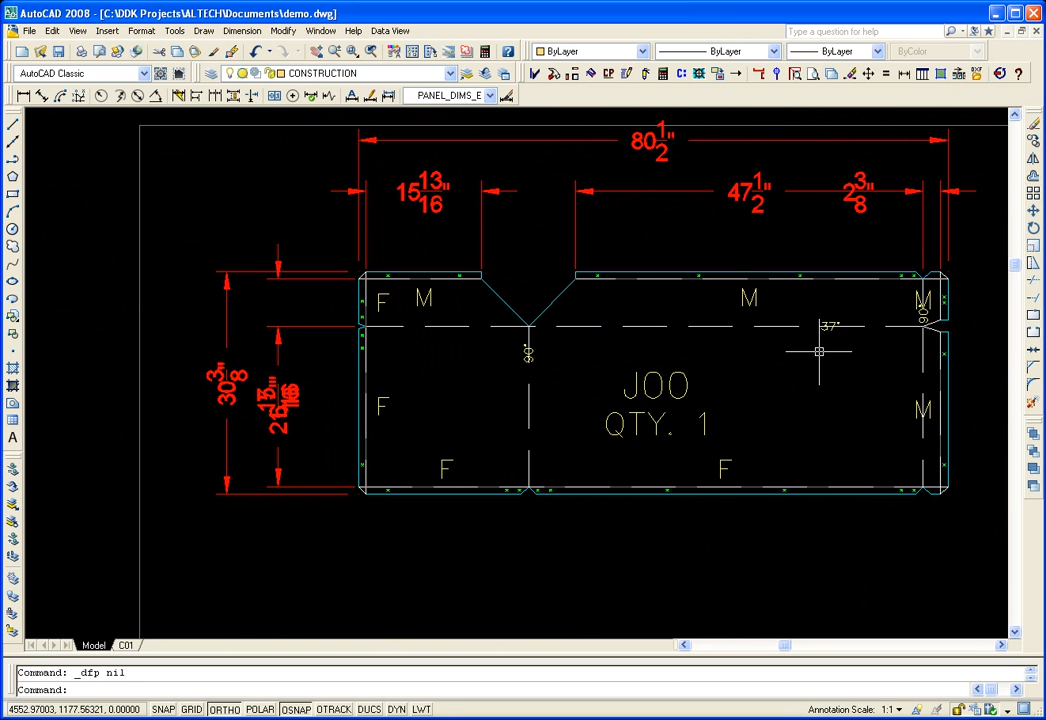 AutoCAD 2008 - [C:\DDK Projects\ALTECH\Documents\demo.dwg]
File Edit View Insert Format Tools Draw Dimension Modify Window Help Data View
Type a question for help
ByLayer ByLayer ByLayer ByColor
AutoCAD Classic CONSTRUCTION
PANEL_DIMS_E
80 1/2"
15 13/16" 47 1/2" 2 3/8"
F M M M
90°
37°
90°
30 3/8"
J00
F F M
QTY. 1
F F
Model C01
Command: _dfp nil
Command:
4552.97003, 1177.56321, 0.00000 SNAP GRID ORTHO POLAR OSNAP OTRACK DUCS DYN LWT Annotation Scale: 1:1